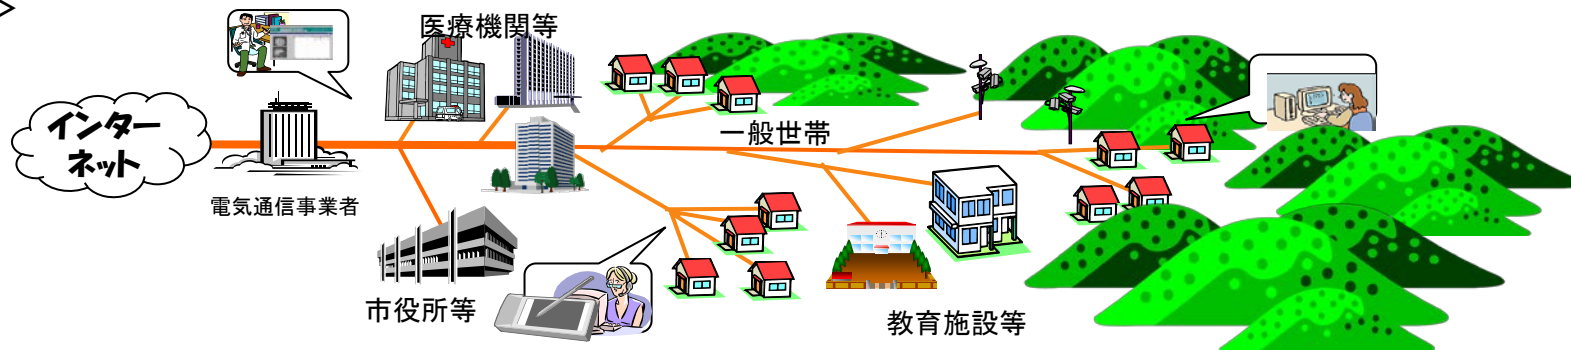 医療機関等
インター
ネット
一般世帯
電気通信事業者
市役所等
教育施設等